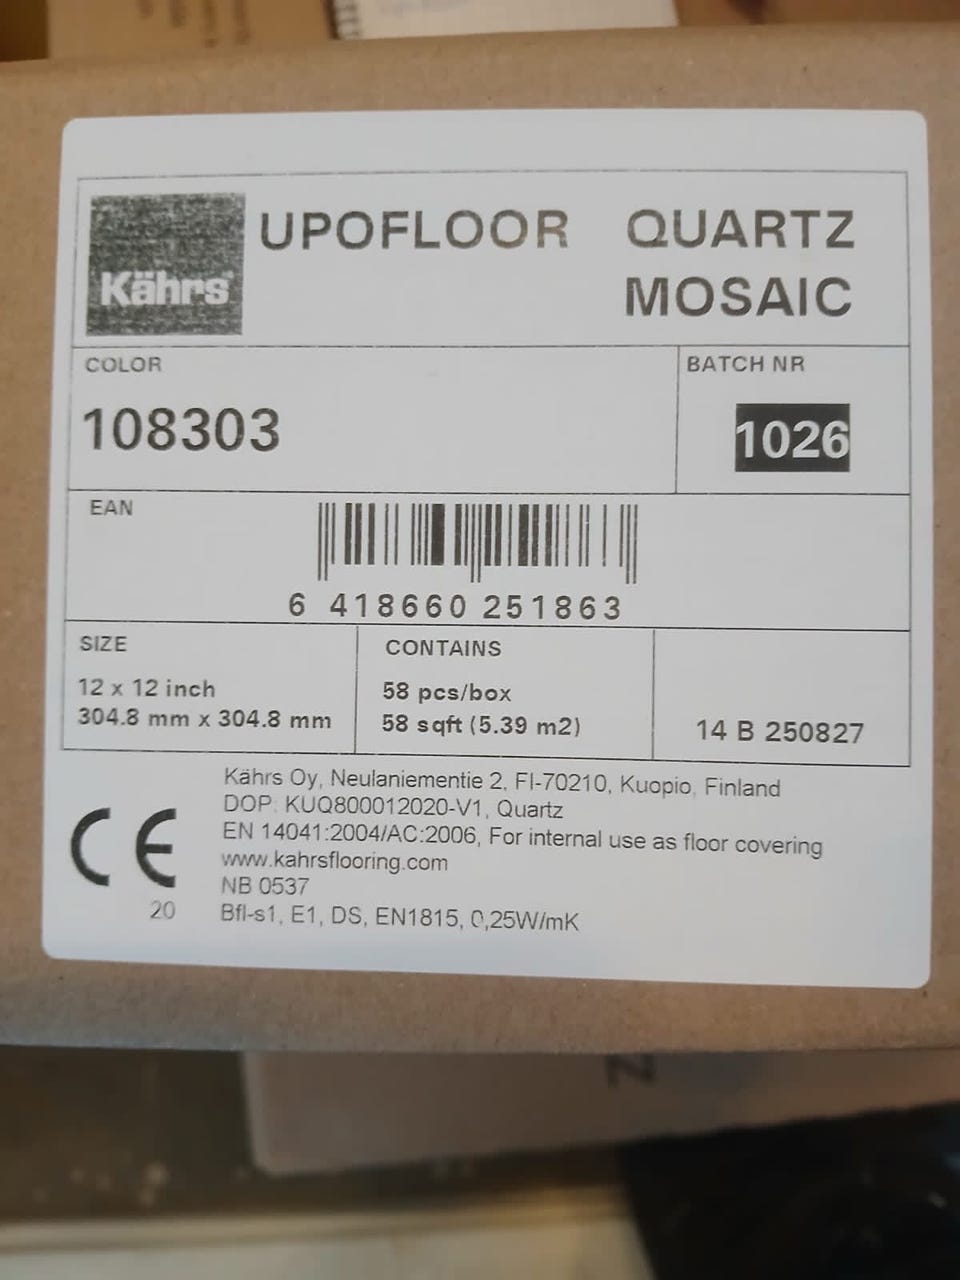 UPOFLOOR QUARTZ
MOSAIC
Kährs
COLOR
108303
BATCH NR
1026
EAN
6 418660 251863
SIZE
12 x 12 inch
304.8 mm x 304.8 mm
CONTAINS
58 pcs/box
58 sqft (5.39 m2)
14 B 250827
Kährs Oy, Neulaniementie 2, FI-70210, Kuopio, Finland
DOP: KUQ800012020-V1, Quartz
EN 14041:2004/AC:2006, For internal use as floor covering
www.kahrsflooring.com
NB 0537
Bfl-s1, E1, DS, EN1815, 0,25W/mK
CE
20
Z